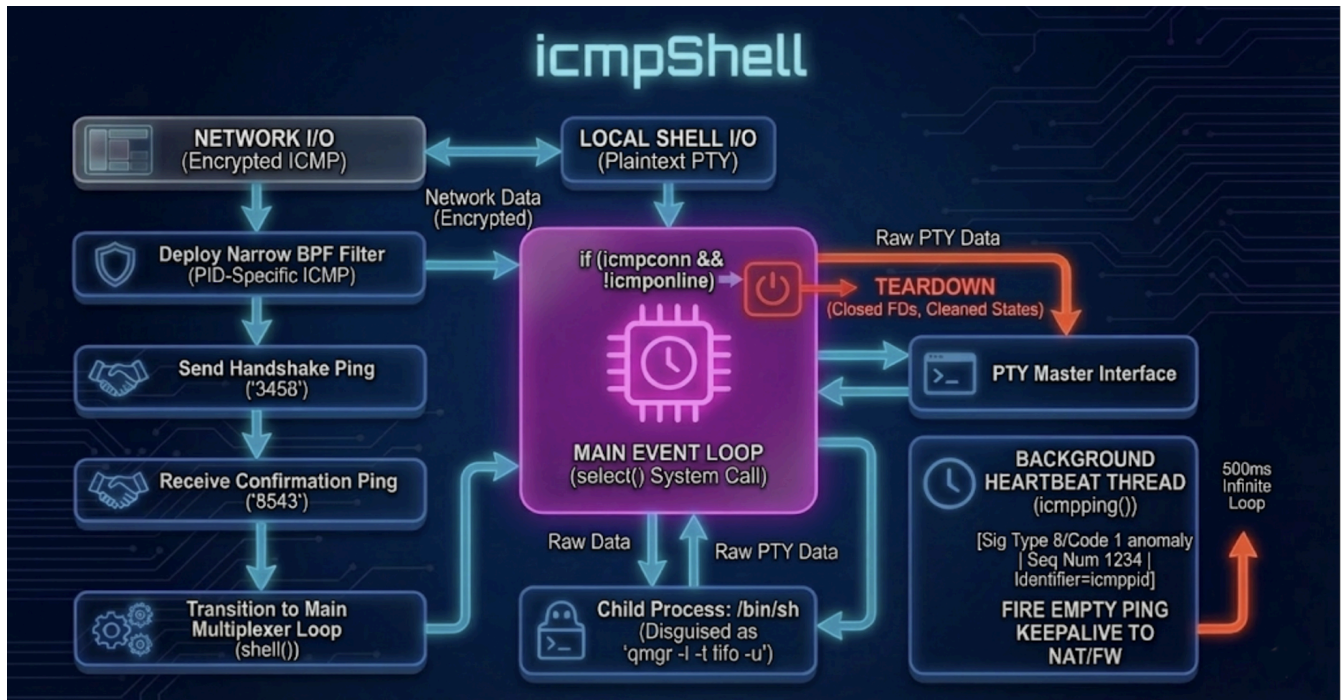 icmpShell
NETWORK I/O
(Encrypted ICMP)
LOCAL SHELL I/O
(Plaintext PTY)
Network Data
(Encrypted)
Deploy Narrow BPF Filter
(PID-Specific ICMP)
Send Handshake Ping
('3458')
Receive Confirmation Ping
('8543')
Transition to Main
Multiplexer Loop
(shell())
if (icmpconn &&
!icmponline)
MAIN EVENT LOOP
(select() System Call)
Raw PTY Data
TEARDOWN
(Closed FDs, Cleaned States)
PTY Master Interface
Raw Data
Raw PTY Data
Child Process: /bin/sh
(Disguised as
‘qmgr -l -t fifo -u’)
BACKGROUND
HEARTBEAT THREAD
(icmpping())
[Sig Type 8/Code 1 anomaly
| Seq Num 1234 |
Identifier=icmppid]
FIRE EMPTY PING
KEEPALIVE TO
NAT/FW
500ms
Infinite
Loop